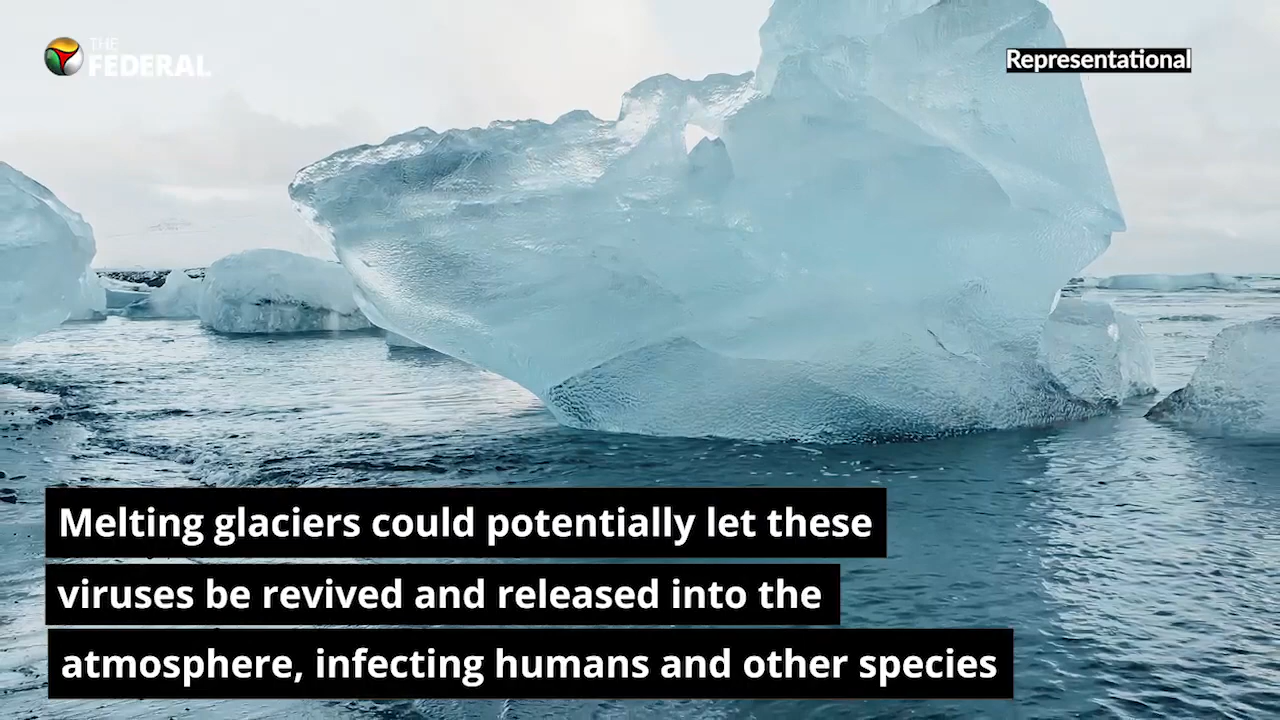 THE
FEDERAL
Representational
Melting glaciers could potentially let these
viruses be revived and released into the
atmosphere, infecting humans and other species